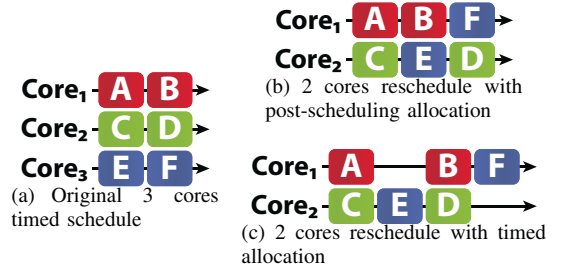 Core₁ A B
Core₂ C D
Core₃ E F
(a) Original 3 cores
timed schedule
Core₁ A B F
Core₂ C E D
(b) 2 cores reschedule with
post-scheduling allocation
Core₁ A B F
Core₂ C E D
(c) 2 cores reschedule with timed
allocation